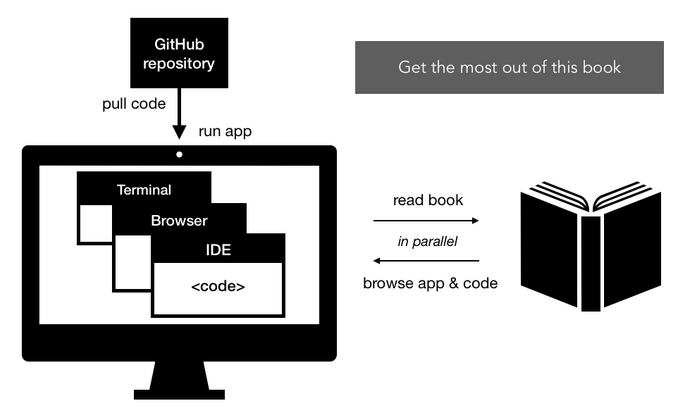 GitHub
repository
Get the most out of this book
pull code
run app
Terminal
Browser
IDE
<code>
read book
in parallel
browse app & code